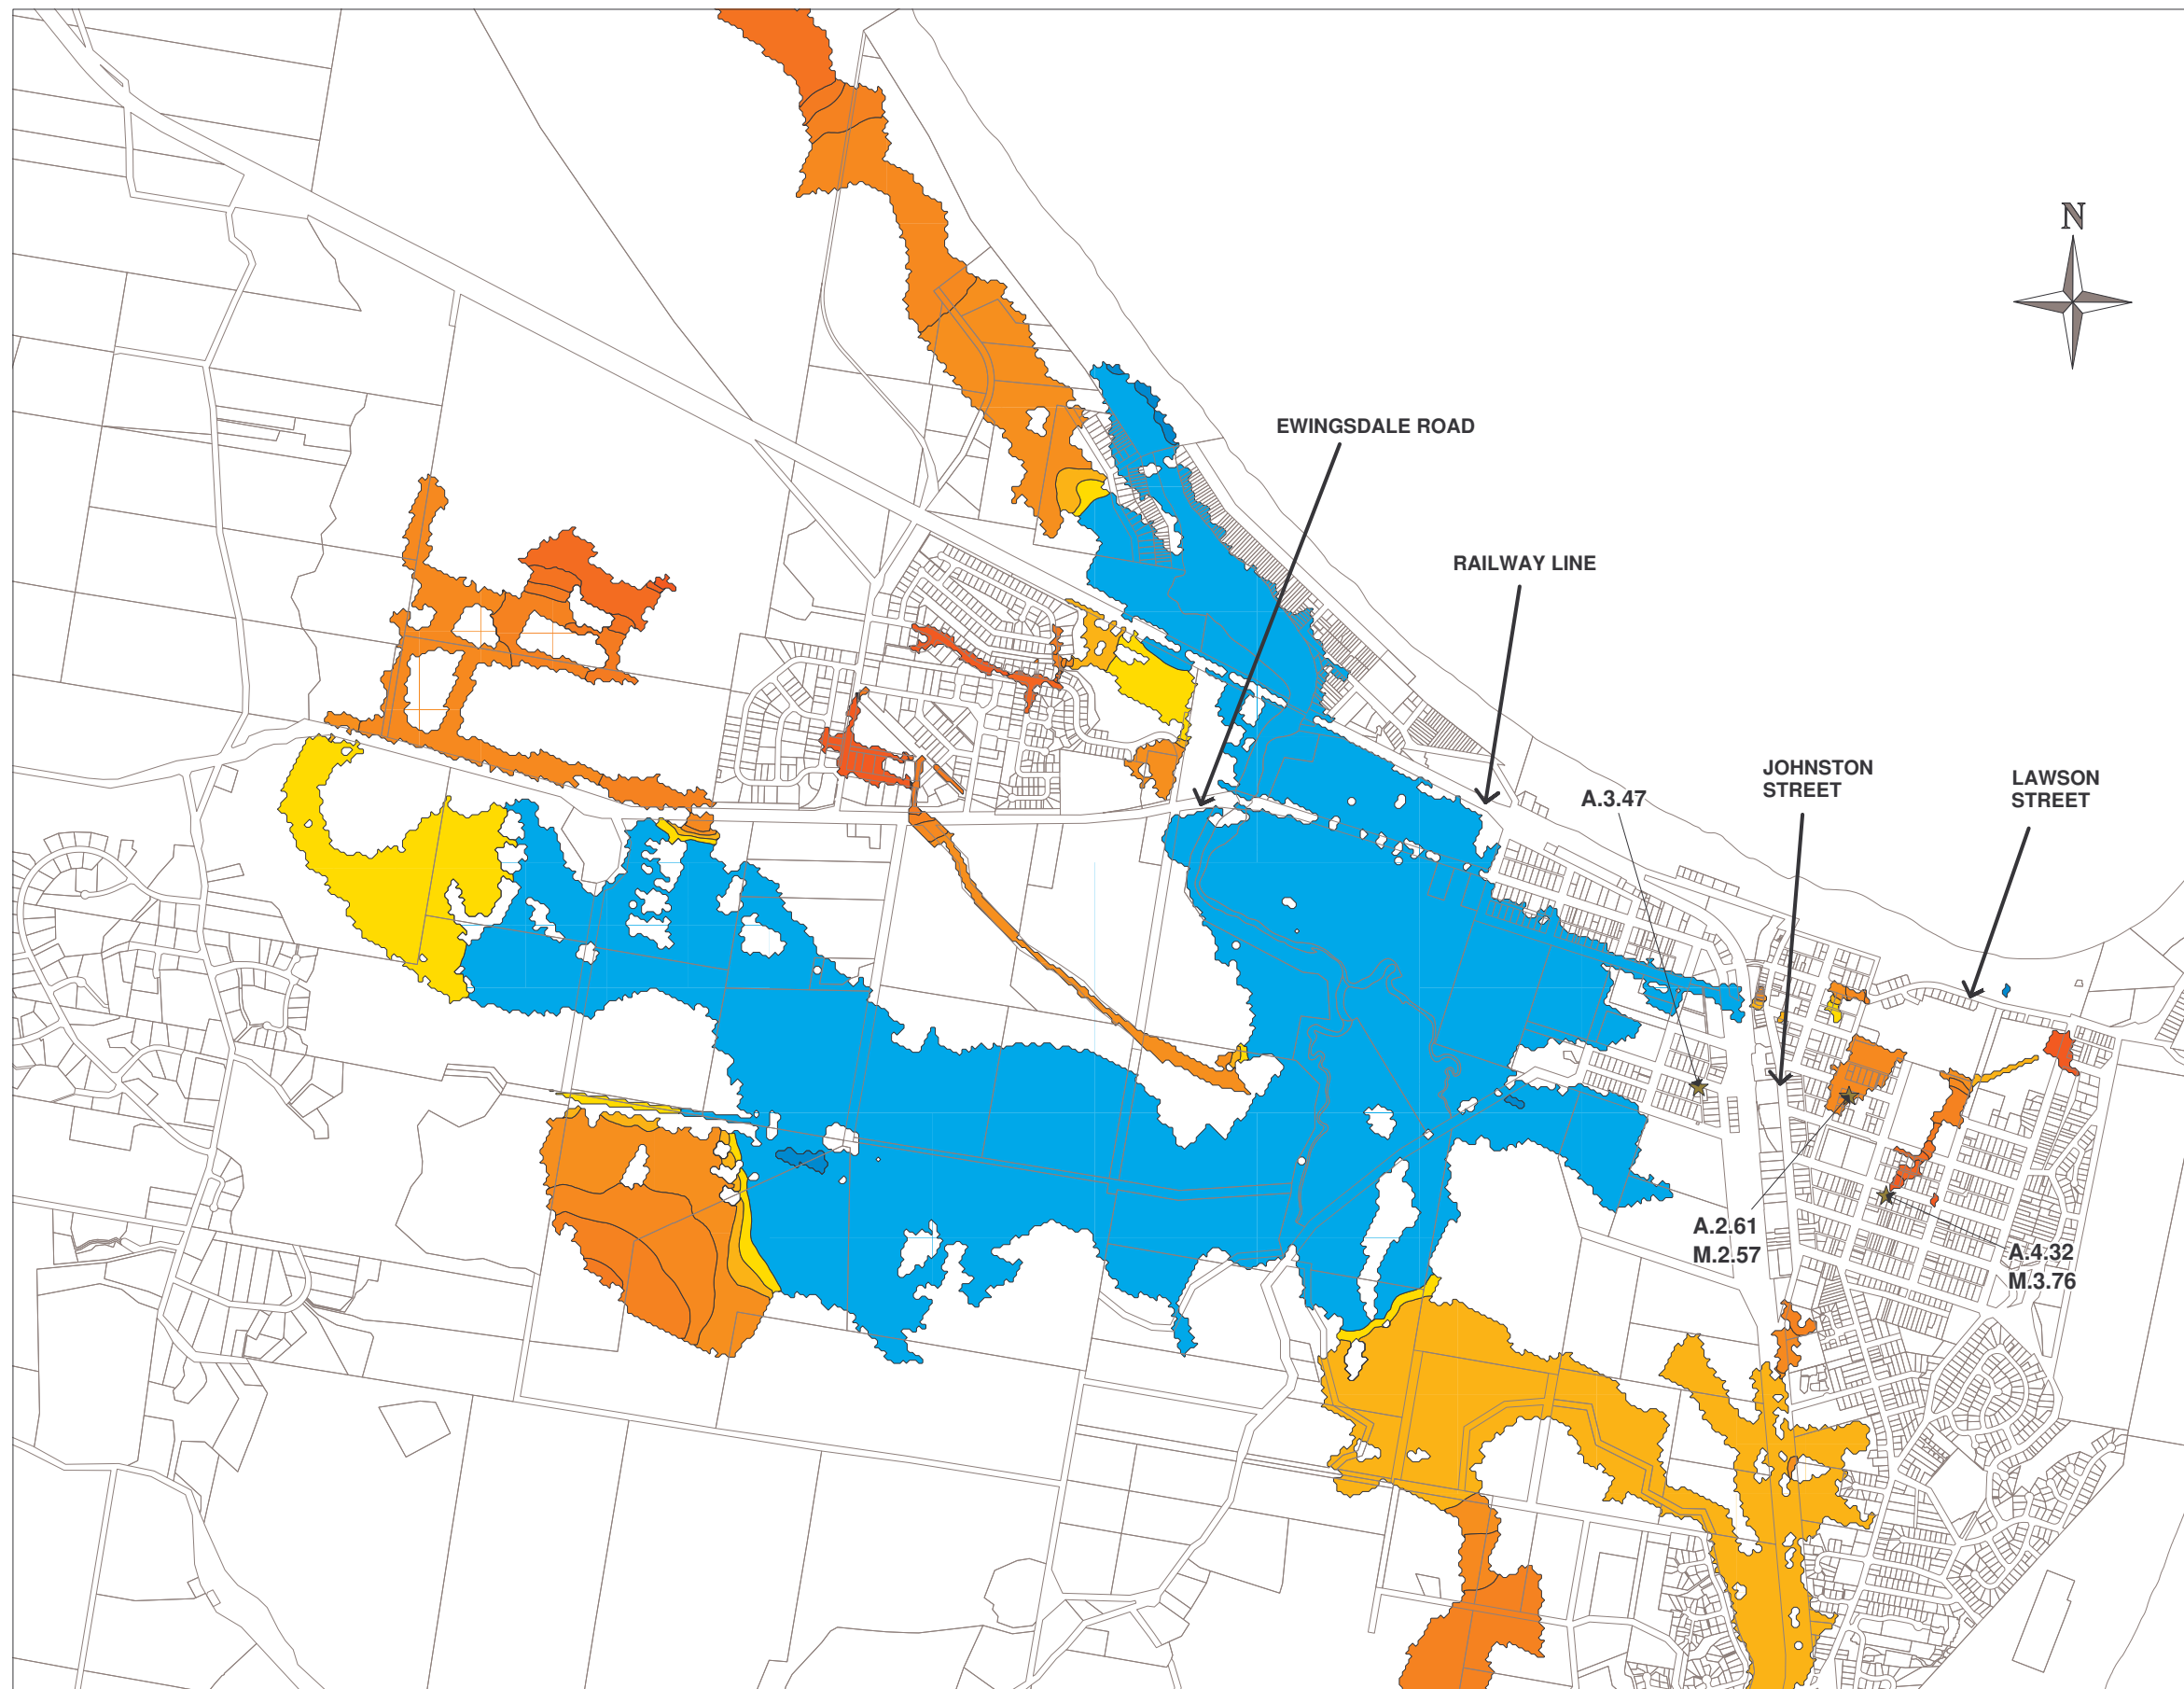 N
EWINGSDALE ROAD
RAILWAY LINE
JOHNSTON
STREET
LAWSON
STREET
A.3.47
A.2.61
M.2.57
A.4.32
M.3.76